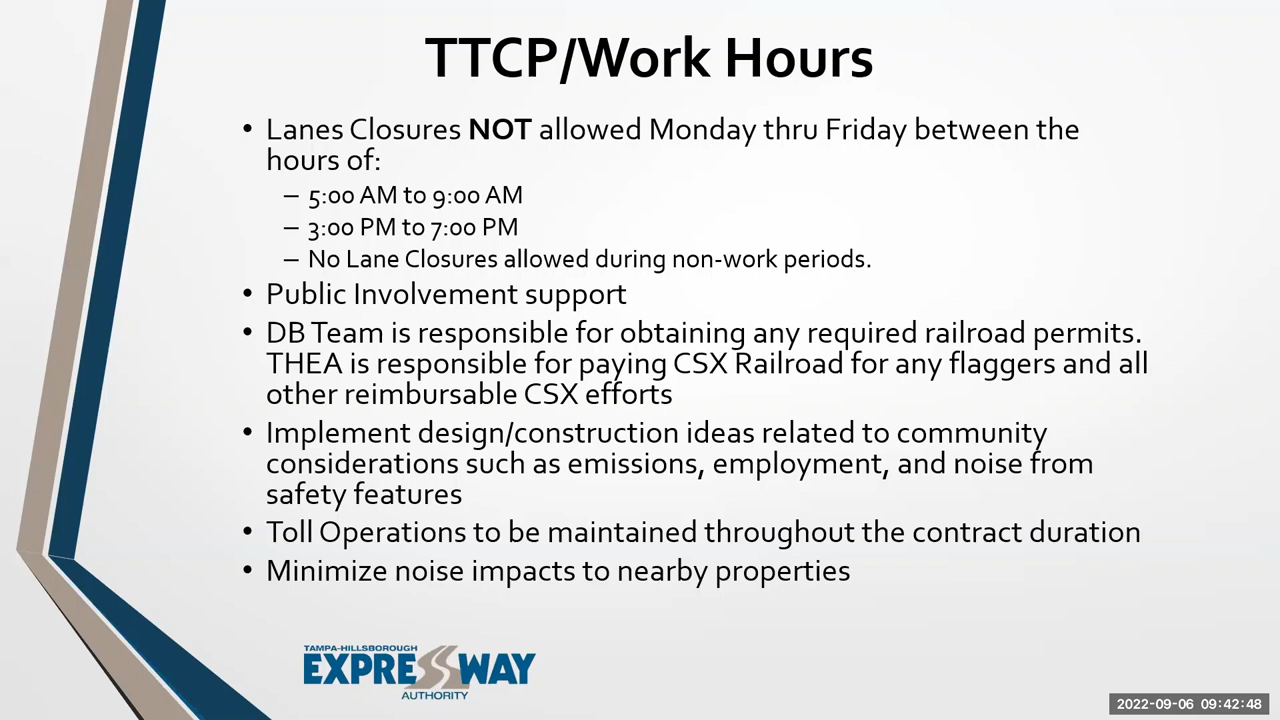 TTCP/Work Hours
• Lanes Closures NOT allowed Monday thru Friday between the
hours of:
– 5:00 AM to 9:00 AM
– 3:00 PM to 7:00 PM
– No Lane Closures allowed during non-work periods.
• Public Involvement support
• DB Team is responsible for obtaining any required railroad permits.
THEA is responsible for paying CSX Railroad for any flaggers and all
other reimbursable CSX efforts
• Implement design/construction ideas related to community
considerations such as emissions, employment, and noise from
safety features
• Toll Operations to be maintained throughout the contract duration
• Minimize noise impacts to nearby properties
TAMPA-HILLSBOROUGH
EXPRESSWAY
AUTHORITY
2022-09-06 09:42:48